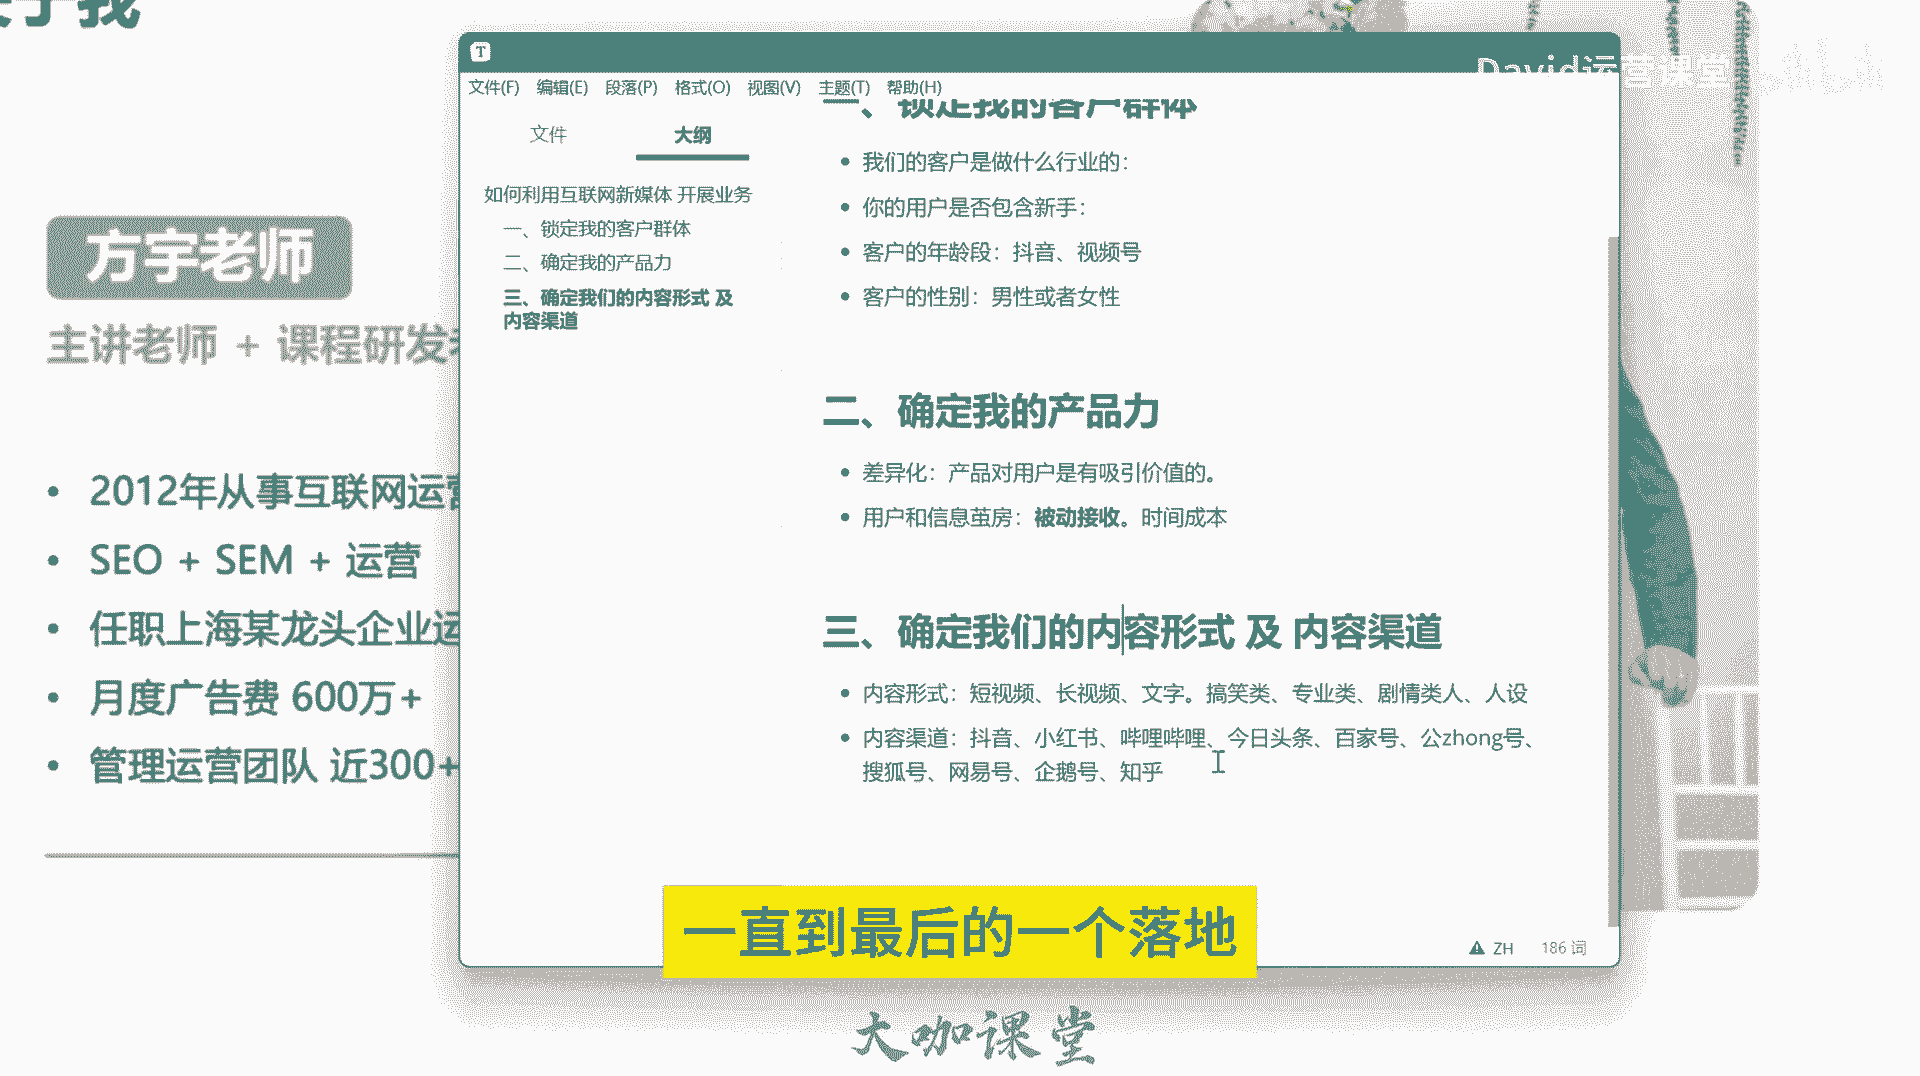 关于我
David运营课堂
文件(F) 编辑(E) 段落(P) 格式(O) 视图(V) 主题(T) 帮助(H)
文件 大纲
如何利用互联网新媒体 开展业务
一、锁定我的客户群体
二、确定我的产品力
三、确定我们的内容形式 及
内容渠道
一、锁定我的客户群体
我们的客户是做什么行业的：
你的用户是否包含新手：
客户的年龄段：抖音、视频号
客户的性别：男性或者女性
二、确定我的产品力
差异化：产品对用户是有吸引价值的。
用户和信息茧房：被动接收。时间成本
三、确定我们的内容形式 及 内容渠道
内容形式：短视频、长视频、文字。搞笑类、专业类、剧情类人、人设
内容渠道：抖音、小红书、哔哩哔哩、今日头条、百家号、公zhong号、
搜狐号、网易号、企鹅号、知乎
ZH 186 词
方宇老师
主讲老师 + 课程研发
2012年从事互联网运营
SEO + SEM + 运营
任职上海某龙头企业运
月度广告费 600万+
管理运营团队 近300+
一直到最后的一个落地
大咖课堂